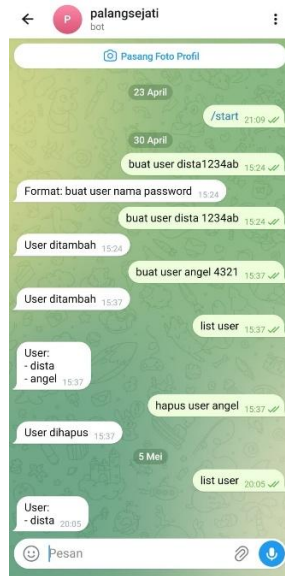 palangsejati
bot
Pasang Foto Profil
23 April
/start 21:09
30 April
buat user dista1234ab 15:24
Format: buat user nama password 15:24
buat user dista 1234ab 15:24
User ditambah 15:24
buat user angel 4321 15:37
User ditambah 15:37
list user 15:37
User:
- dista
- angel 15:37
hapus user angel 15:37
User dihapus 15:37
5 Mei
list user 20:05
User:
- dista 20:05
Pesan